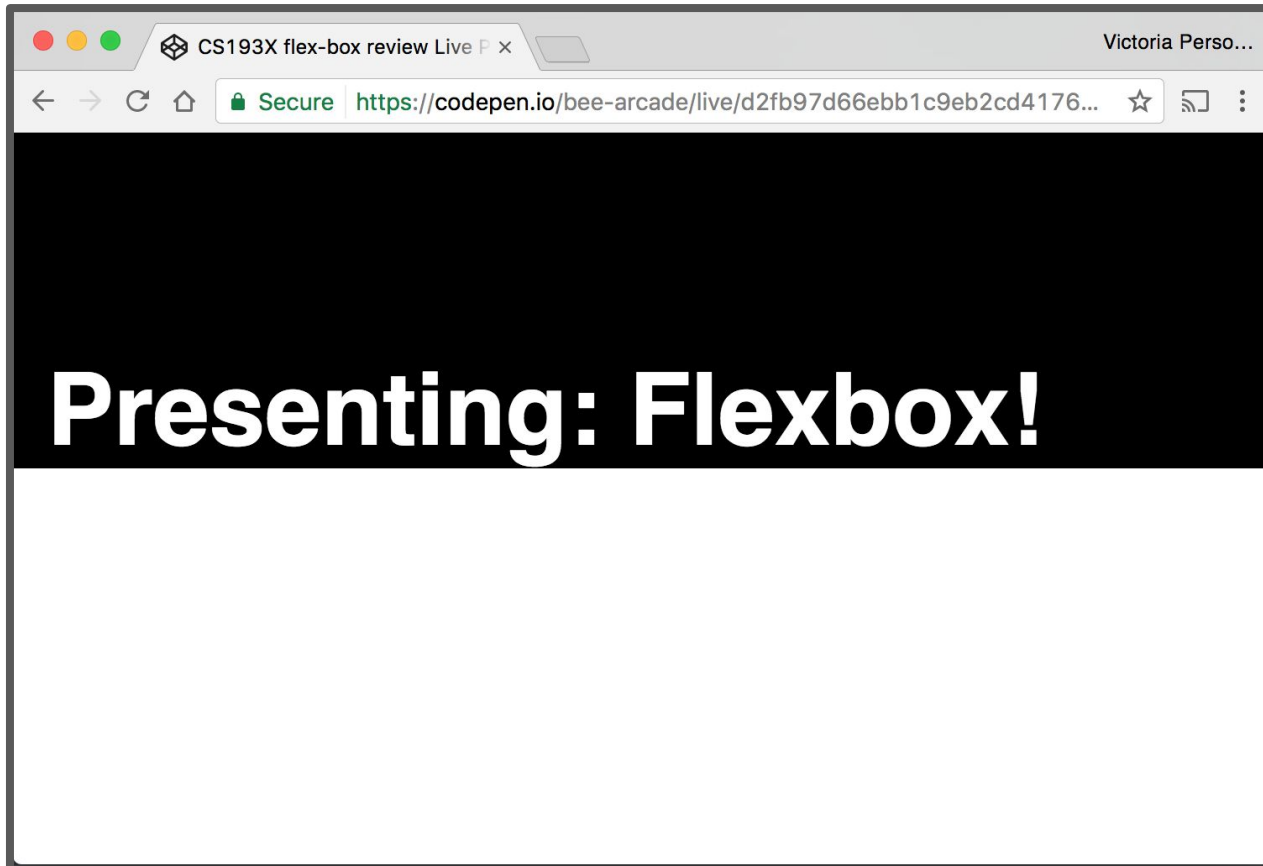 CS193X flex-box review Live P
Victoria Perso...
Secure https://codepen.io/bee-arcade/live/d2fb97d66ebb1c9eb2cd4176...
Presenting: Flexbox!